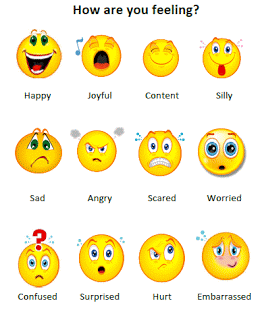 How are you feeling?
Happy Joyful Content Silly
Sad Angry Scared Worried
?
Confused Surprised Hurt Embarrassed